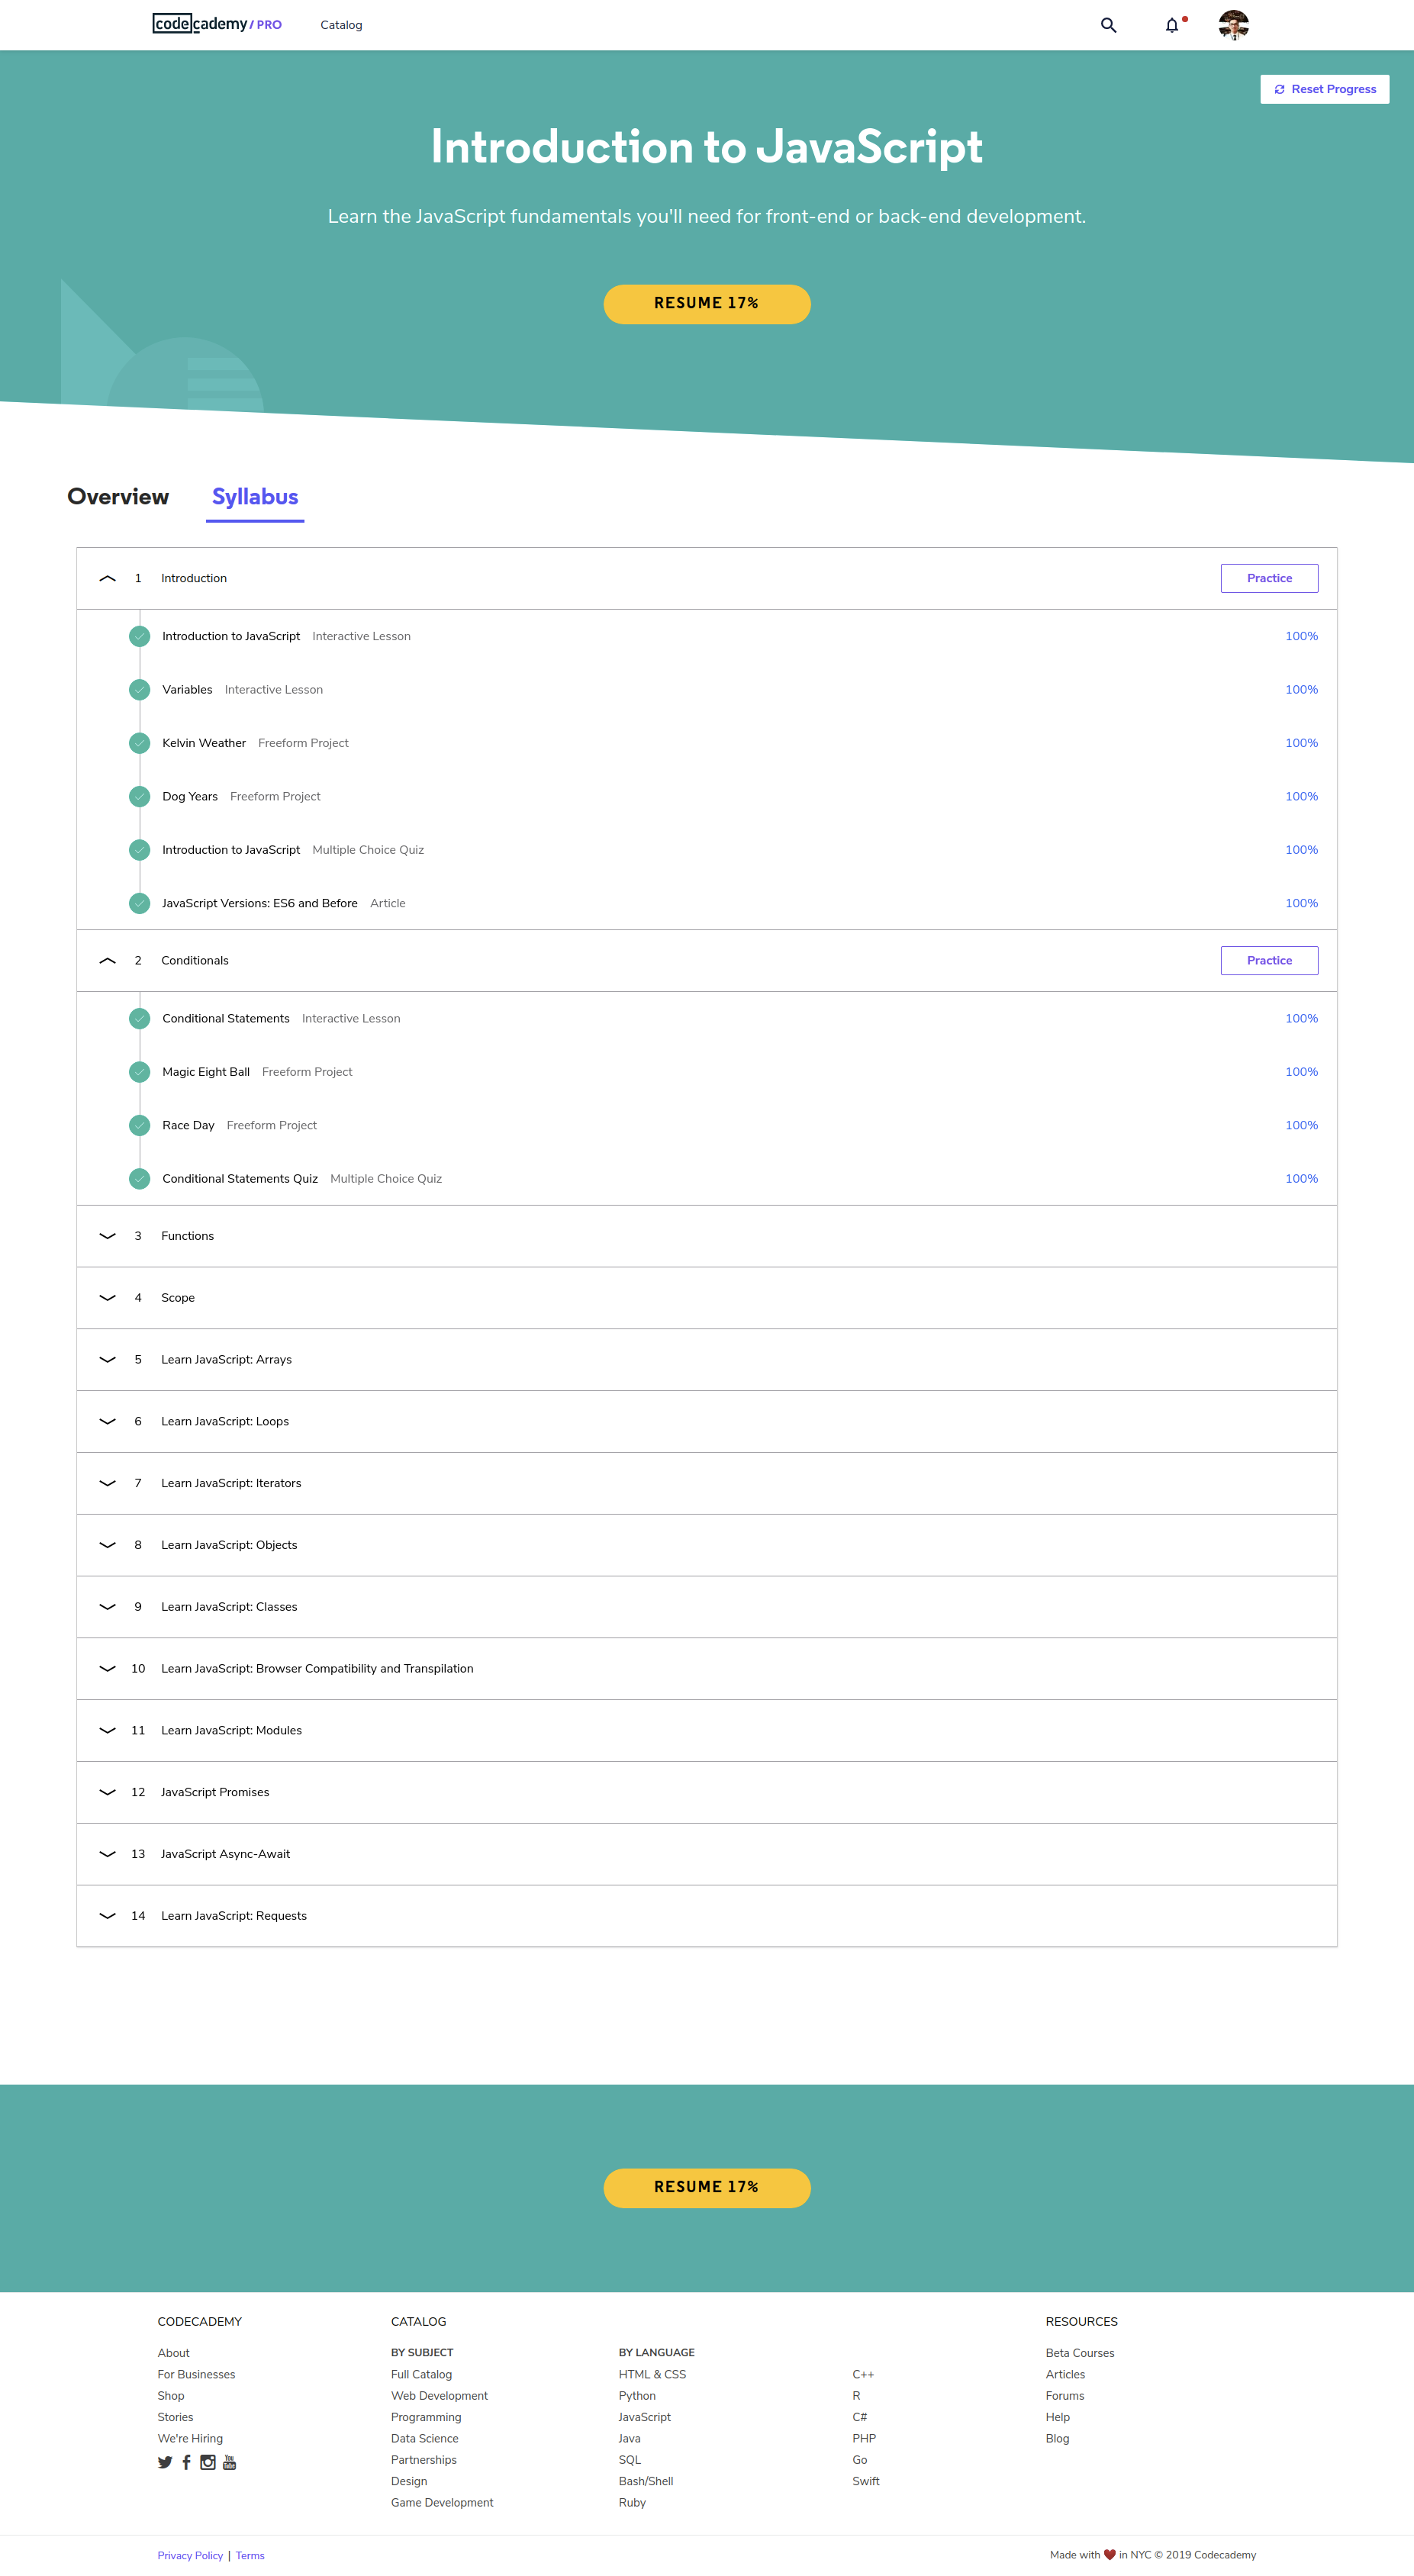 codecademy / PRO Catalog
Reset Progress
Introduction to JavaScript
Learn the JavaScript fundamentals you'll need for front-end or back-end development.
RESUME 17%
Overview Syllabus
1 Introduction Practice
Introduction to JavaScript Interactive Lesson 100%
Variables Interactive Lesson 100%
Kelvin Weather Freeform Project 100%
Dog Years Freeform Project 100%
Introduction to JavaScript Multiple Choice Quiz 100%
JavaScript Versions: ES6 and Before Article 100%
2 Conditionals Practice
Conditional Statements Interactive Lesson 100%
Magic Eight Ball Freeform Project 100%
Race Day Freeform Project 100%
Conditional Statements Quiz Multiple Choice Quiz 100%
3 Functions
4 Scope
5 Learn JavaScript: Arrays
6 Learn JavaScript: Loops
7 Learn JavaScript: Iterators
8 Learn JavaScript: Objects
9 Learn JavaScript: Classes
10 Learn JavaScript: Browser Compatibility and Transpilation
11 Learn JavaScript: Modules
12 JavaScript Promises
13 JavaScript Async-Await
14 Learn JavaScript: Requests
RESUME 17%
CODECADEMY
About
For Businesses
Shop
Stories
We're Hiring
You Tube
CATALOG
BY SUBJECT
Full Catalog
Web Development
Programming
Data Science
Partnerships
Design
Game Development
BY LANGUAGE
HTML & CSS
Python
JavaScript
Java
SQL
Bash/Shell
Ruby
C++
R
C#
PHP
Go
Swift
RESOURCES
Beta Courses
Articles
Forums
Help
Blog
Privacy Policy | Terms
Made with ❤ in NYC © 2019 Codecademy